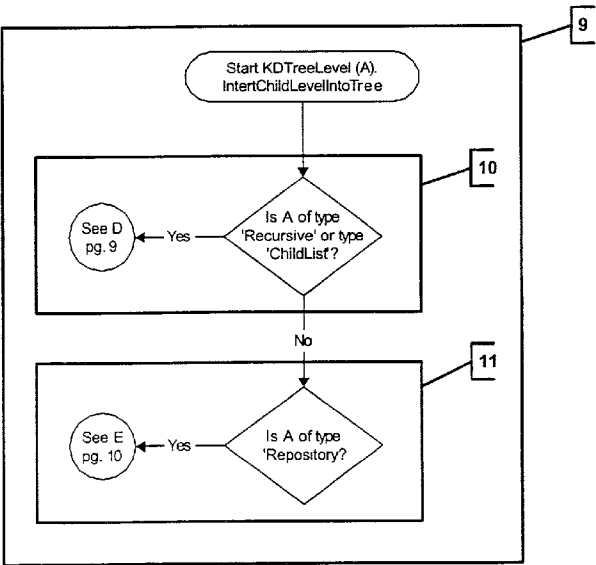 9
Start KDTreeLevel (A).
IntertChildLevelIntoTree
10
Is A of type
'Recursive' or type
'ChildList'?
Yes
See D
pg. 9
No
11
Is A of type
'Repository?
Yes
See E
pg. 10